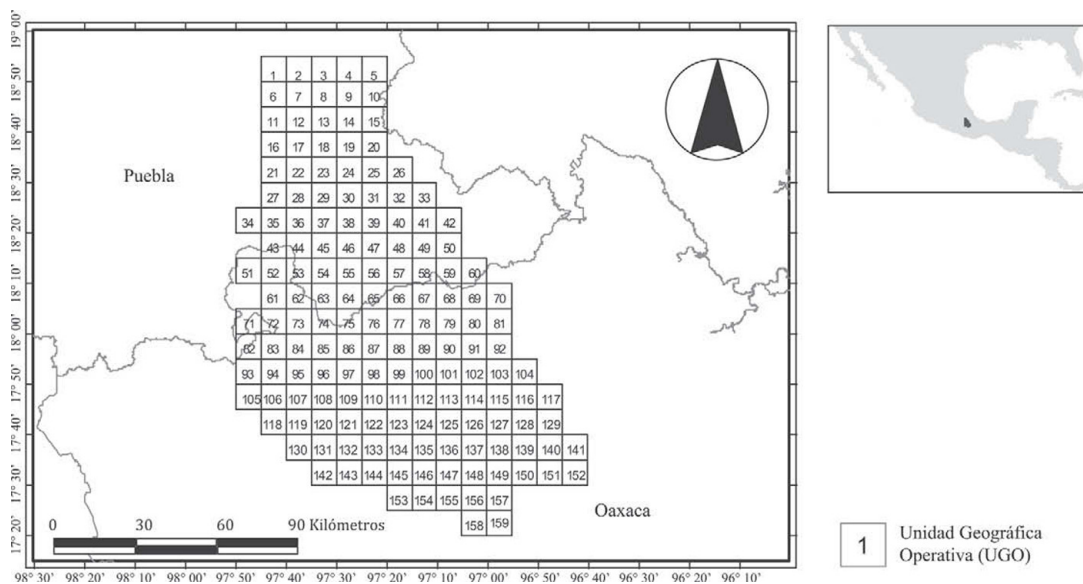 19° 00'
18° 50'
18° 40'
18° 30'
18° 20'
18° 10'
18° 00'
17° 50'
17° 40'
17° 30'
17° 20'
1 2 3 4 5
6 7 8 9 10
11 12 13 14 15
16 17 18 19 20
Puebla
21 22 23 24 25 26
27 28 29 30 31 32 33
34 35 36 37 38 39 40 41 42
43 44 45 46 47 48 49 50
51 52 53 54 55 56 57 58 59 60
61 62 63 64 65 66 67 68 69 70
71 72 73 74 75 76 77 78 79 80 81
82 83 84 85 86 87 88 89 90 91 92
93 94 95 96 97 98 99 100 101 102 103 104
105 106 107 108 109 110 111 112 113 114 115 116 117
118 119 120 121 122 123 124 125 126 127 128 129
130 131 132 133 134 135 136 137 138 139 140 141
142 143 144 145 146 147 148 149 150 151 152
153 154 155 156 157
158 159
Oaxaca
0 30 60 90 Kilómetros
98° 30' 98° 20' 98° 10' 98° 00' 97° 50' 97° 40' 97° 30' 97° 20' 97° 10' 97° 00' 96° 50' 96° 40' 96° 30' 96° 20' 96° 10'
1 Unidad Geográfica
Operativa (UGO)